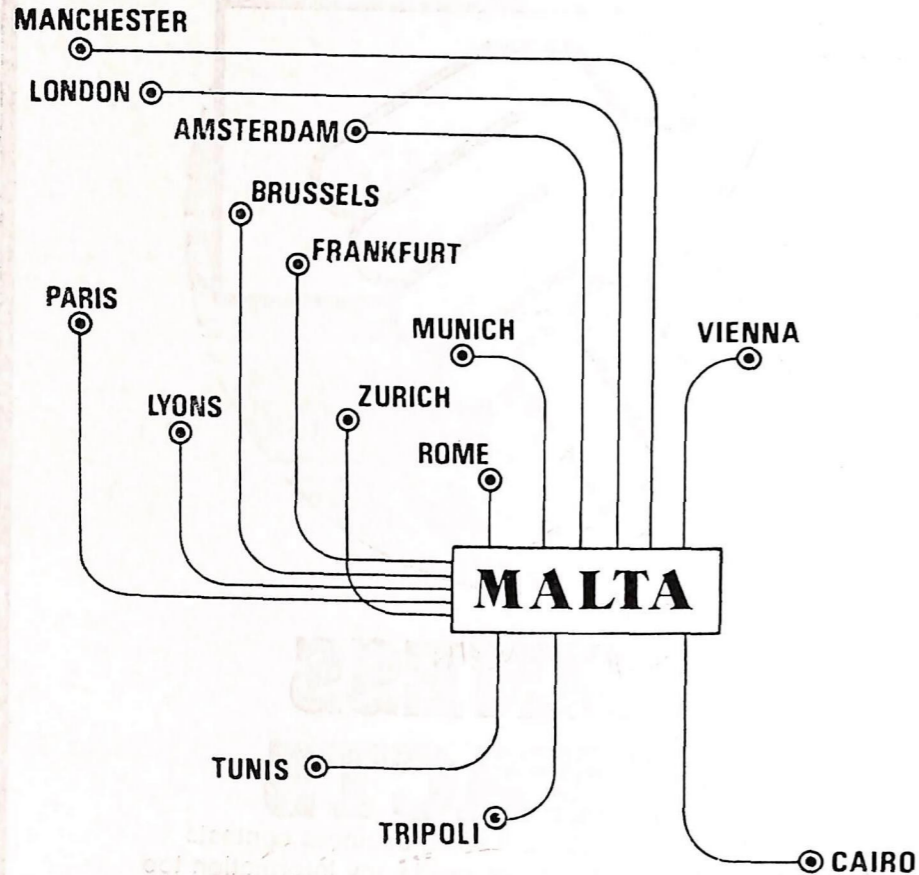 MANCHESTER
LONDON
AMSTERDAM
BRUSSELS
FRANKFURT
PARIS
MUNICH
VIENNA
LYONS
ZURICH
ROME
MALTA
TUNIS
TRIPOLI
CAIRO